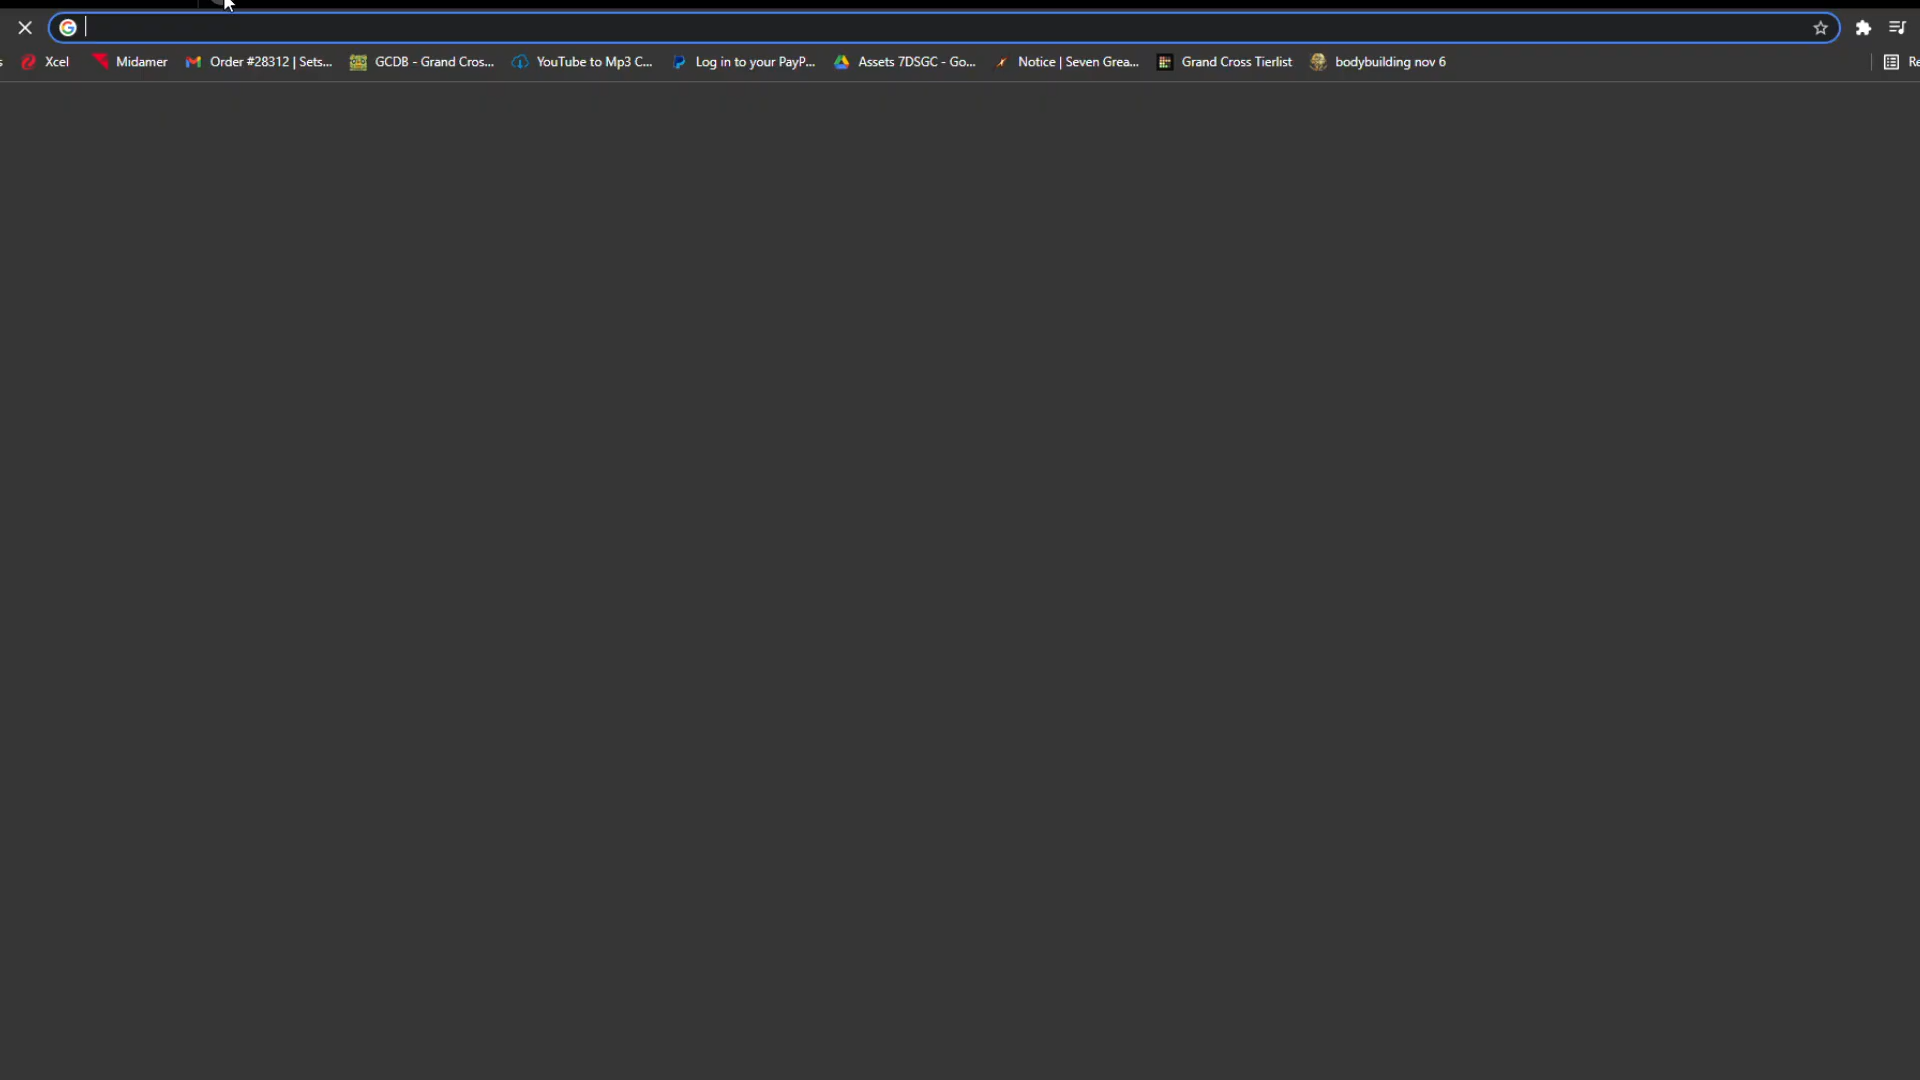 s Xcel Midamer Order #28312 | Sets... GCDB - Grand Cros... YouTube to Mp3 C... Log in to your PayP... Assets 7DSGC - Go... Notice | Seven Grea... Grand Cross Tierlist bodybuilding nov 6 Re